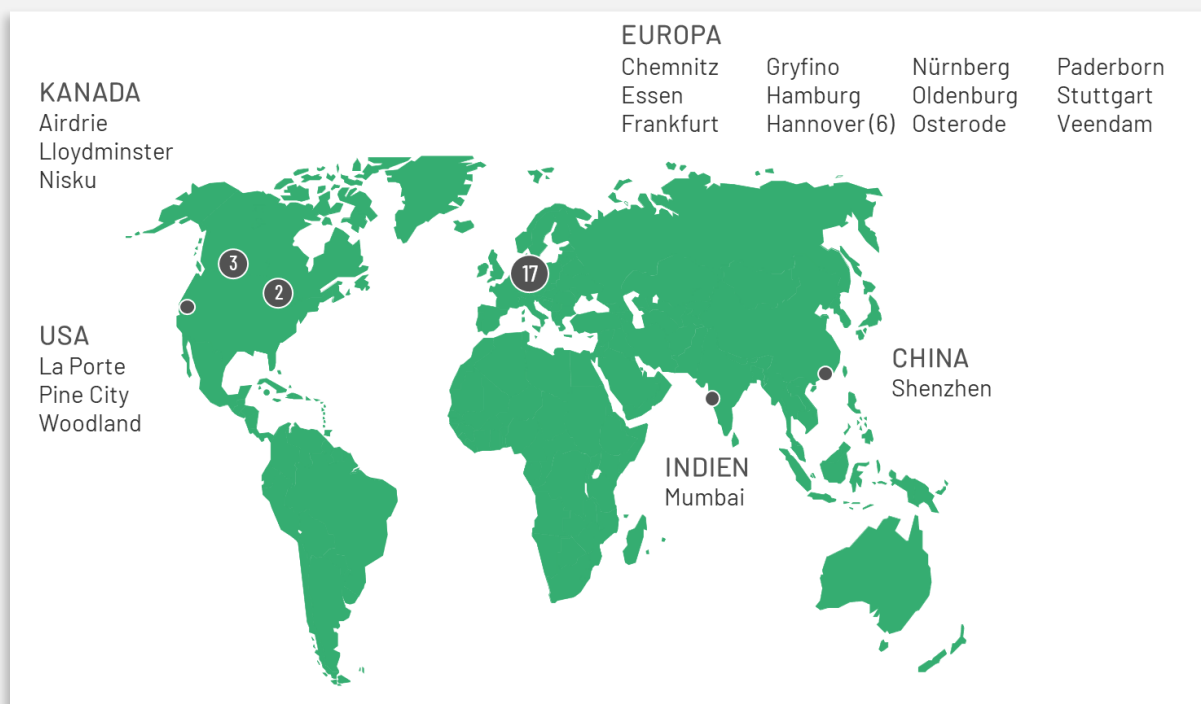 EUROPA
Chemnitz Gryfino Nürnberg Paderborn
Essen Hamburg Oldenburg Stuttgart
Frankfurt Hannover (6) Osterode Veendam
KANADA
Airdrie
Lloydminster
Nisku
3
2
17
USA
La Porte
Pine City
Woodland
CHINA
Shenzhen
INDIEN
Mumbai